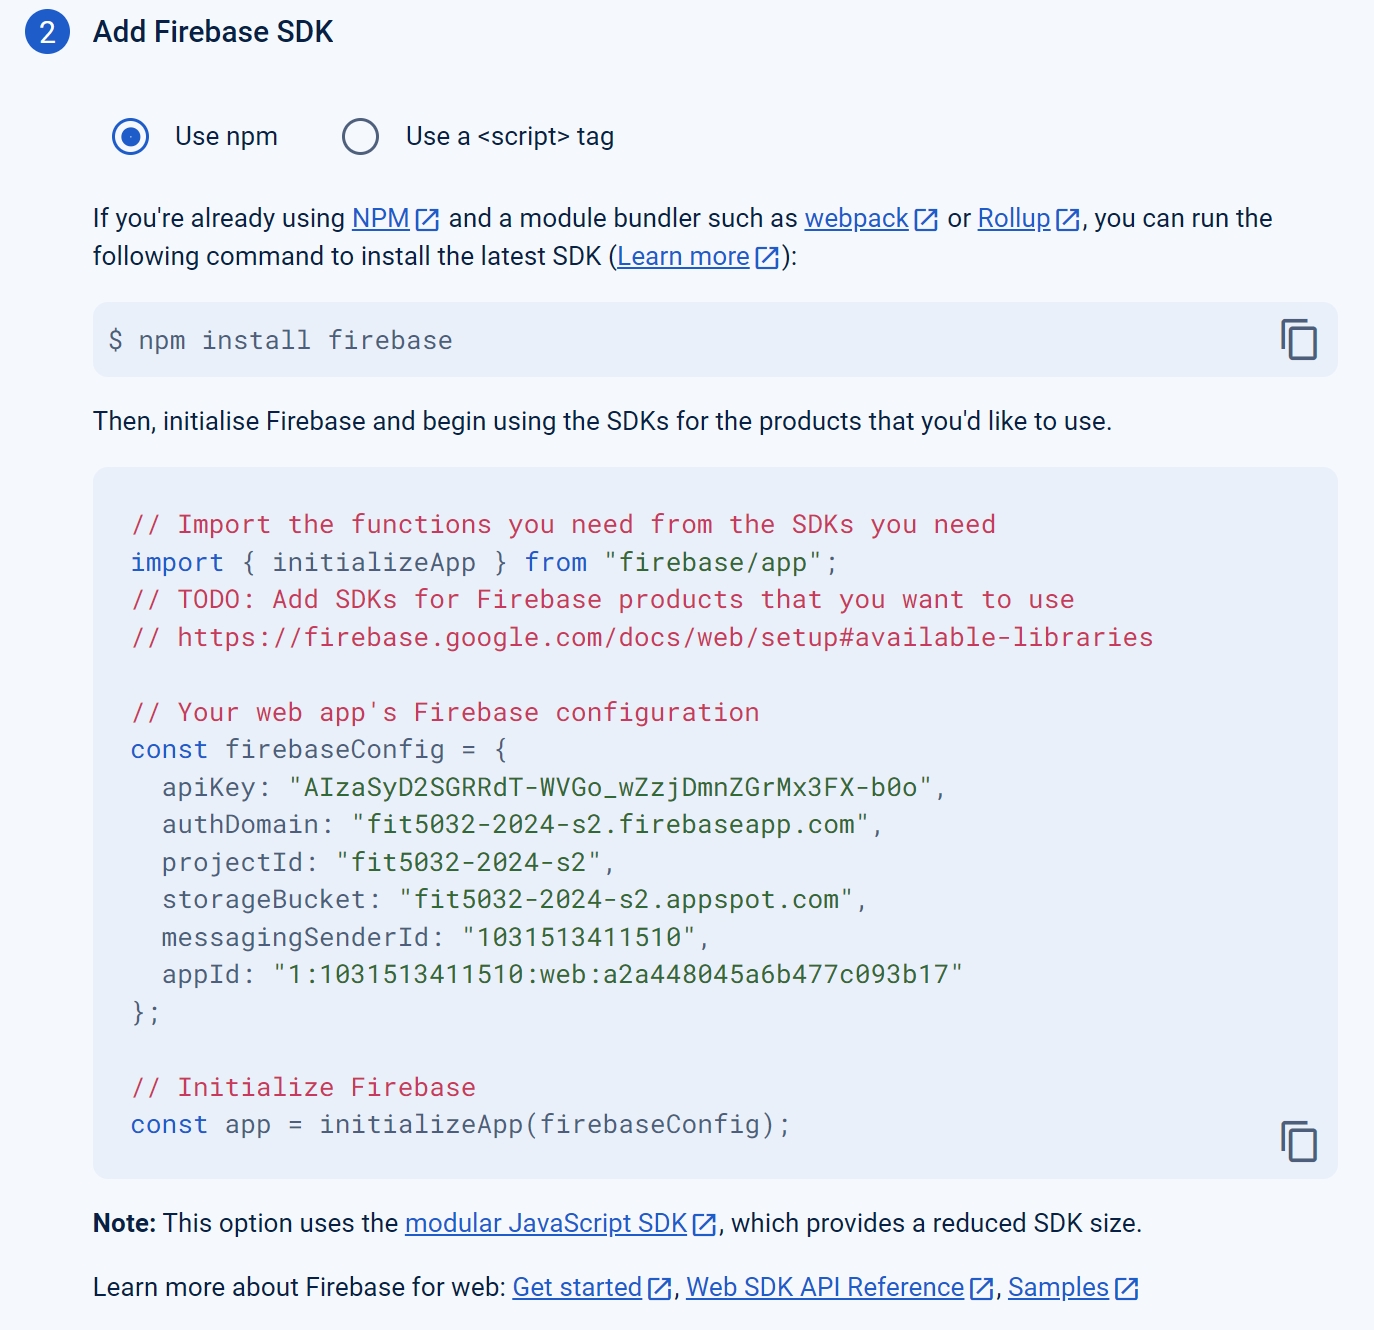 2 Add Firebase SDK
Use npm Use a <script> tag
If you're already using NPM and a module bundler such as webpack or Rollup, you can run the
following command to install the latest SDK (Learn more):
$ npm install firebase
Then, initialise Firebase and begin using the SDKs for the products that you'd like to use.
// Import the functions you need from the SDKs you need
import { initializeApp } from "firebase/app";
// TODO: Add SDKs for Firebase products that you want to use
// https://firebase.google.com/docs/web/setup#available-libraries
// Your web app's Firebase configuration
const firebaseConfig = {
  apiKey: "AIzaSyD2SGRRdT-WVGo_wZzjDmnZGrMx3FX-b0o",
  authDomain: "fit5032-2024-s2.firebaseapp.com",
  projectId: "fit5032-2024-s2",
  storageBucket: "fit5032-2024-s2.appspot.com",
  messagingSenderId: "1031513411510",
  appId: "1:1031513411510:web:a2a448045a6b477c093b17"
};
// Initialize Firebase
const app = initializeApp(firebaseConfig);
Note: This option uses the modular JavaScript SDK, which provides a reduced SDK size.
Learn more about Firebase for web: Get started, Web SDK API Reference, Samples